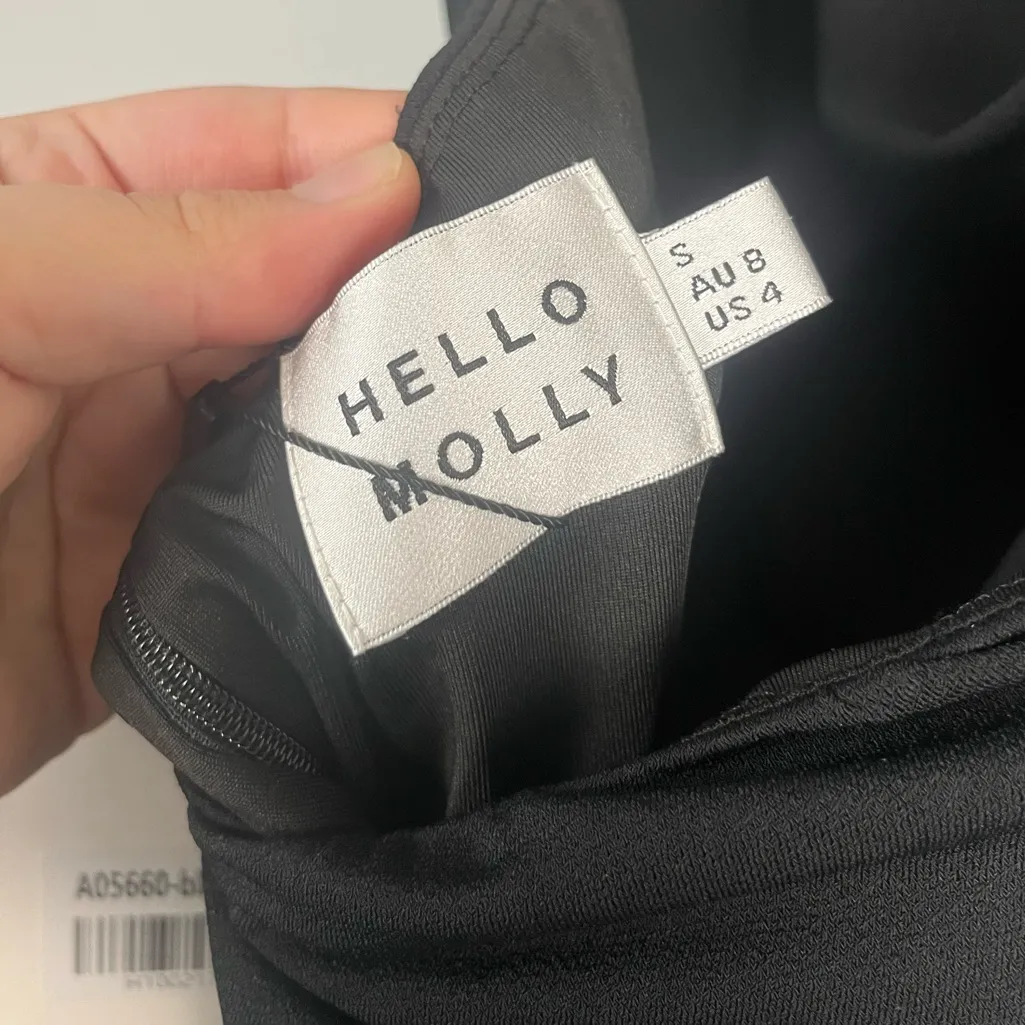 HELLO
MOLLY
S
AU 8
US 4
A05660-b